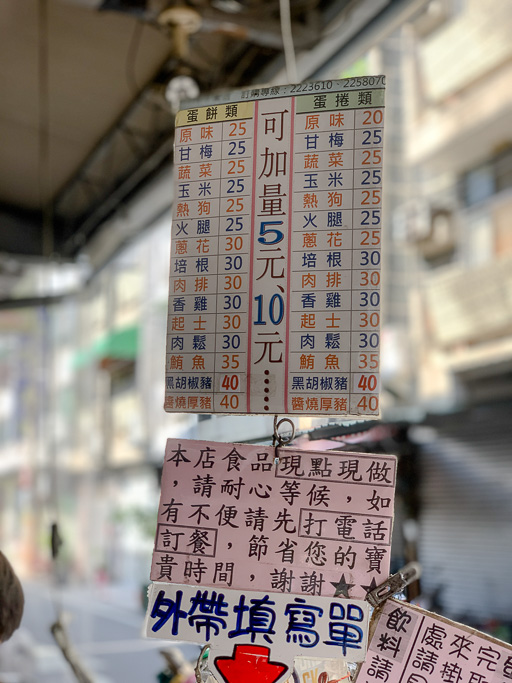 訂購專線：2223610．2258070
蛋餅類
原味 25
甘梅 25
蔬菜 25
玉米 25
熱狗 25
火腿 25
蔥花 30
培根 30
肉排 30
香雞 30
起士 30
肉鬆 30
鮪魚 35
黑胡椒豬 40
醬燒厚豬 40
可加量5元、10元……
蛋捲類
原味 20
甘梅 25
蔬菜 25
玉米 25
熱狗 25
火腿 25
蔥花 25
培根 30
肉排 30
香雞 30
起士 30
肉鬆 30
鮪魚 35
黑胡椒豬 40
醬燒厚豬 40
本店食品現點現做
，請耐心等候，如
有不便請先打電話
訂餐，節省您的寶
貴時間，謝謝★★
外帶填寫單
飲料
處請
來掛
完